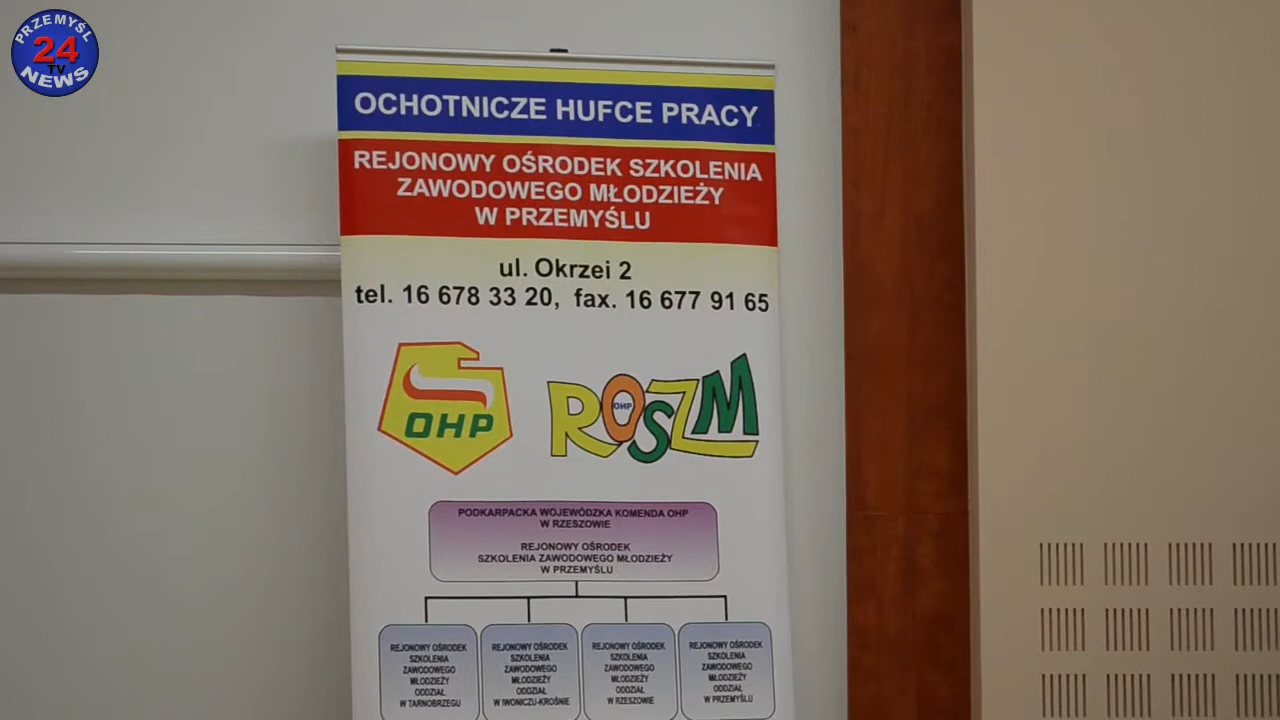 PRZEMYŚL
24
TV
NEWS
OCHOTNICZE HUFCE PRACY
REJONOWY OŚRODEK SZKOLENIA
ZAWODOWEGO MŁODZIEŻY
W PRZEMYŚLU
ul. Okrzei 2
tel. 16 678 33 20, fax. 16 677 91 65
OHP
ROSZM
OHP
PODKARPACKA WOJEWÓDZKA KOMENDA OHP
W RZESZOWIE
REJONOWY OŚRODEK
SZKOLENIA ZAWODOWEGO MŁODZIEŻY
W PRZEMYŚLU
REJONOWY OŚRODEK
SZKOLENIA
ZAWODOWEGO
MŁODZIEŻY
ODDZIAŁ
W TARNOBRZEGU
REJONOWY OŚRODEK
SZKOLENIA
ZAWODOWEGO
MŁODZIEŻY
ODDZIAŁ
W IWONICZU-KROŚNIE
REJONOWY OŚRODEK
SZKOLENIA
ZAWODOWEGO
MŁODZIEŻY
ODDZIAŁ
W RZESZOWIE
REJONOWY OŚRODEK
SZKOLENIA
ZAWODOWEGO
MŁODZIEŻY
ODDZIAŁ
W PRZEMYŚLU